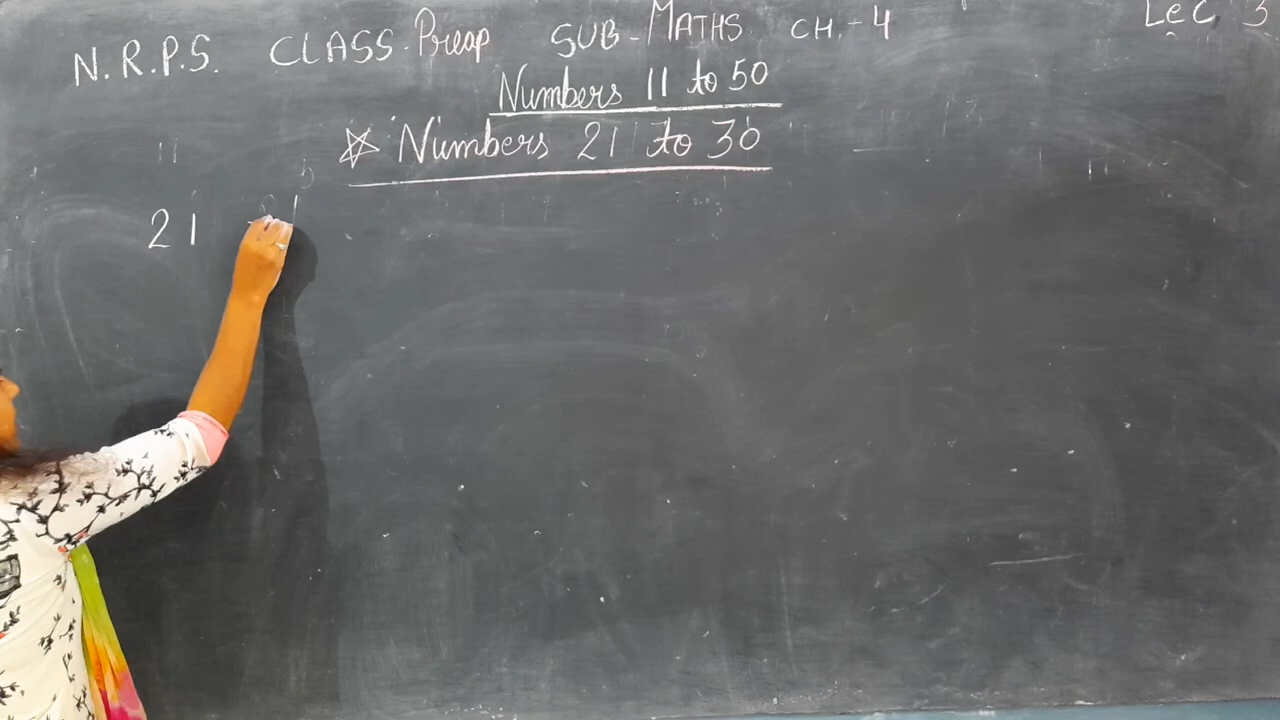 N.R.P.S. CLASS-Preap SUB-MATHS CH.-4 Lec 3
Numbers 11 to 50
Numbers 21 to 30
21